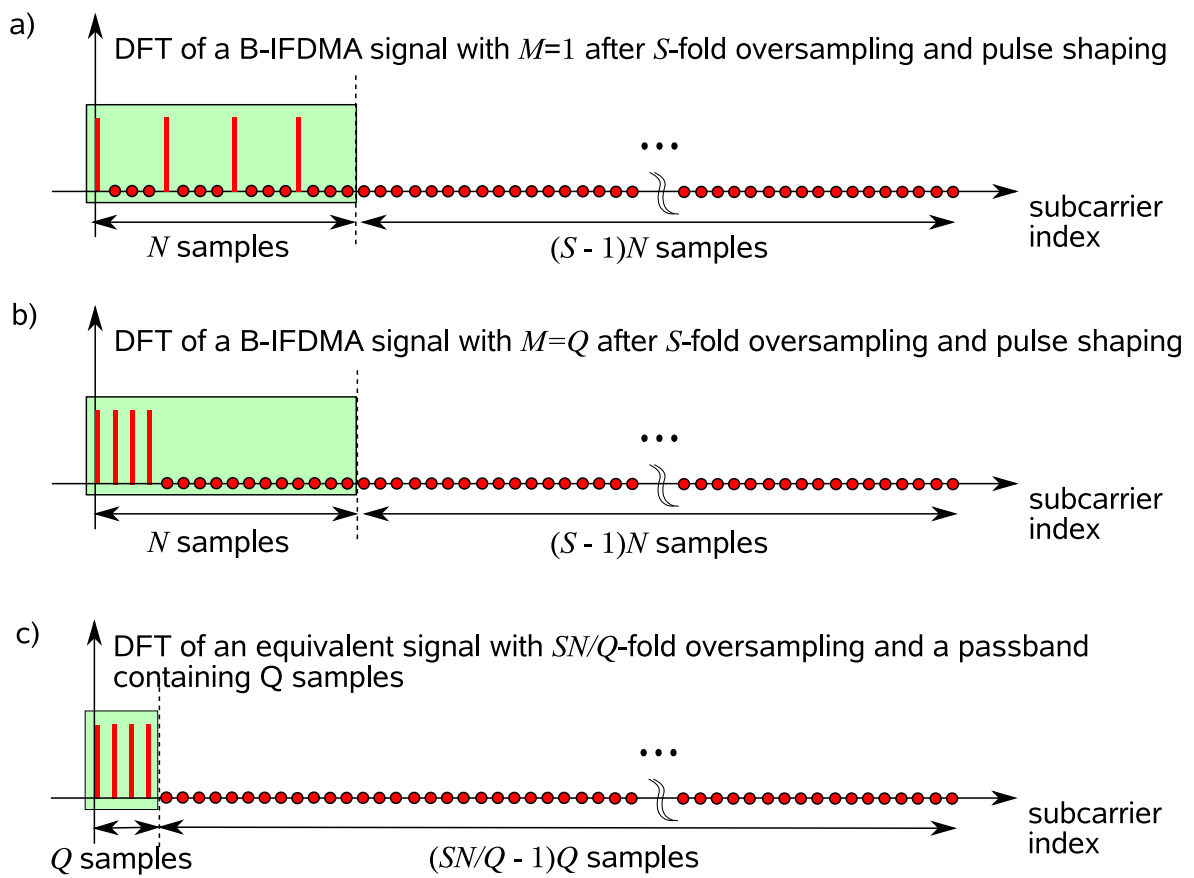 a)
DFT of a B-IFDMA signal with M=1 after S-fold oversampling and pulse shaping
...
subcarrier
index
N samples
(S - 1)N samples
b)
DFT of a B-IFDMA signal with M=Q after S-fold oversampling and pulse shaping
...
subcarrier
index
N samples
(S - 1)N samples
c)
DFT of an equivalent signal with SN/Q-fold oversampling and a passband
containing Q samples
...
subcarrier
index
Q samples
(SN/Q - 1)Q samples